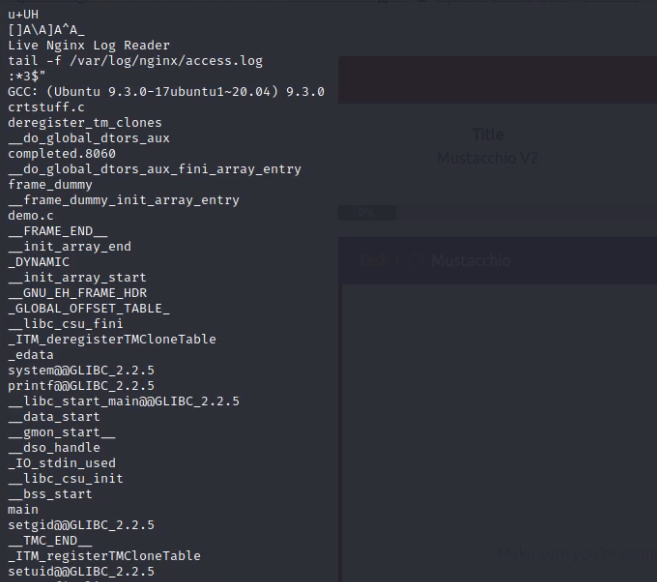 u+UH
[]A\A]A^A_
Live Nginx Log Reader
tail -f /var/log/nginx/access.log
:*3$"
GCC: (Ubuntu 9.3.0-17ubuntu1~20.04) 9.3.0
crtstuff.c
deregister_tm_clones
__do_global_dtors_aux
completed.8060
__do_global_dtors_aux_fini_array_entry
frame_dummy
__frame_dummy_init_array_entry
demo.c
__FRAME_END__
__init_array_end
_DYNAMIC
__init_array_start
__GNU_EH_FRAME_HDR
_GLOBAL_OFFSET_TABLE_
__libc_csu_fini
_ITM_deregisterTMCloneTable
_edata
system@@GLIBC_2.2.5
printf@@GLIBC_2.2.5
__libc_start_main@@GLIBC_2.2.5
__data_start
__gmon_start__
__dso_handle
_IO_stdin_used
__libc_csu_init
__bss_start
main
setgid@@GLIBC_2.2.5
__TMC_END__
_ITM_registerTMCloneTable
setuid@@GLIBC_2.2.5
Title
Mustacchio V2
0%
Mustacchio